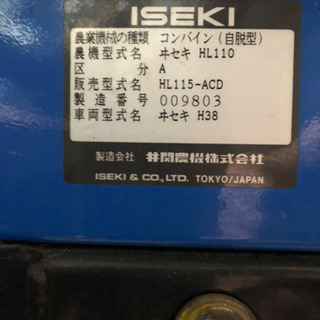 ISEKI
農業機械の種類 コンバイン(自脱型)
農機型式名 ヰセキ HL110
区分 A
販売型式名 HL115-ACD
製造番号 009803
車両型式名 ヰセキ H38
製造会社 井関農機株式会社
ISEKI & CO.,LTD. TOKYO/JAPAN